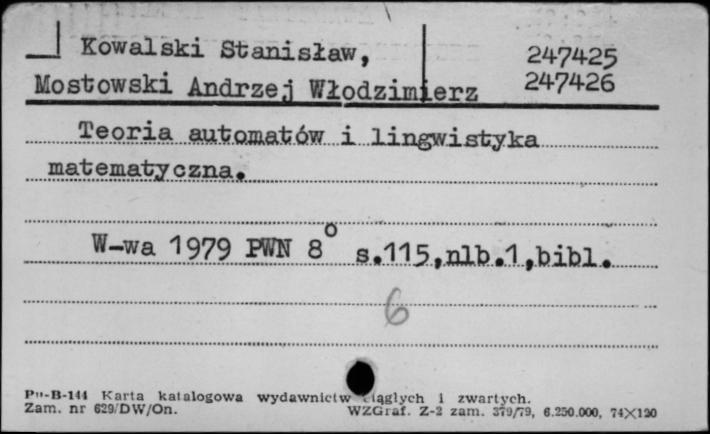 Kowalski Stanisław, 247425
Mostowski Andrzej Włodzimierz 247426
Teoria automatów i lingwistyka
matematyczna.
W-wa 1979 PWN 8° s.115,nlb.1,bibl.
6
Pu-B-144 Karta katalogowa wydawnictw ciągłych i zwartych.
Zam. nr 629/DW/On. WZGraf. Z-2 zam. 379/79, 6.250.000, 74×120